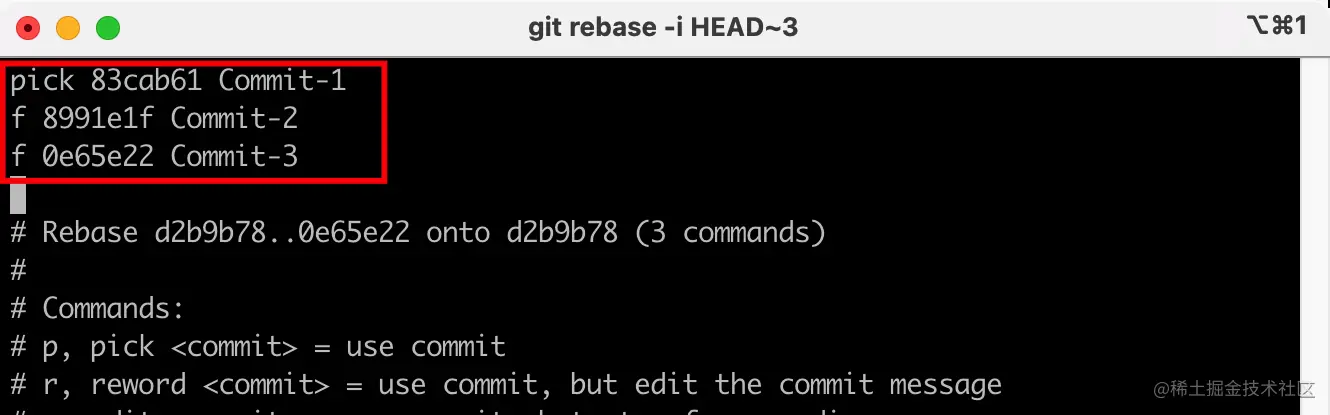 git rebase -i HEAD~3
⌥⌘1
pick 83cab61 Commit-1
f 8991e1f Commit-2
f 0e65e22 Commit-3
# Rebase d2b9b78..0e65e22 onto d2b9b78 (3 commands)
#
# Commands:
# p, pick <commit> = use commit
# r, reword <commit> = use commit, but edit the commit message
@稀土掘金技术社区